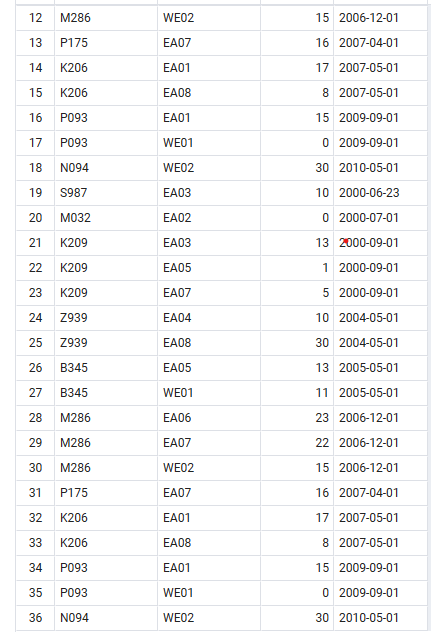 12 M286 WE02 15 2006-12-01
13 P175 EA07 16 2007-04-01
14 K206 EA01 17 2007-05-01
15 K206 EA08 8 2007-05-01
16 P093 EA01 15 2009-09-01
17 P093 WE01 0 2009-09-01
18 N094 WE02 30 2010-05-01
19 S987 EA03 10 2000-06-23
20 M032 EA02 0 2000-07-01
21 K209 EA03 13 2000-09-01
22 K209 EA05 1 2000-09-01
23 K209 EA07 5 2000-09-01
24 Z939 EA04 10 2004-05-01
25 Z939 EA08 30 2004-05-01
26 B345 EA05 13 2005-05-01
27 B345 WE01 11 2005-05-01
28 M286 EA06 23 2006-12-01
29 M286 EA07 22 2006-12-01
30 M286 WE02 15 2006-12-01
31 P175 EA07 16 2007-04-01
32 K206 EA01 17 2007-05-01
33 K206 EA08 8 2007-05-01
34 P093 EA01 15 2009-09-01
35 P093 WE01 0 2009-09-01
36 N094 WE02 30 2010-05-01